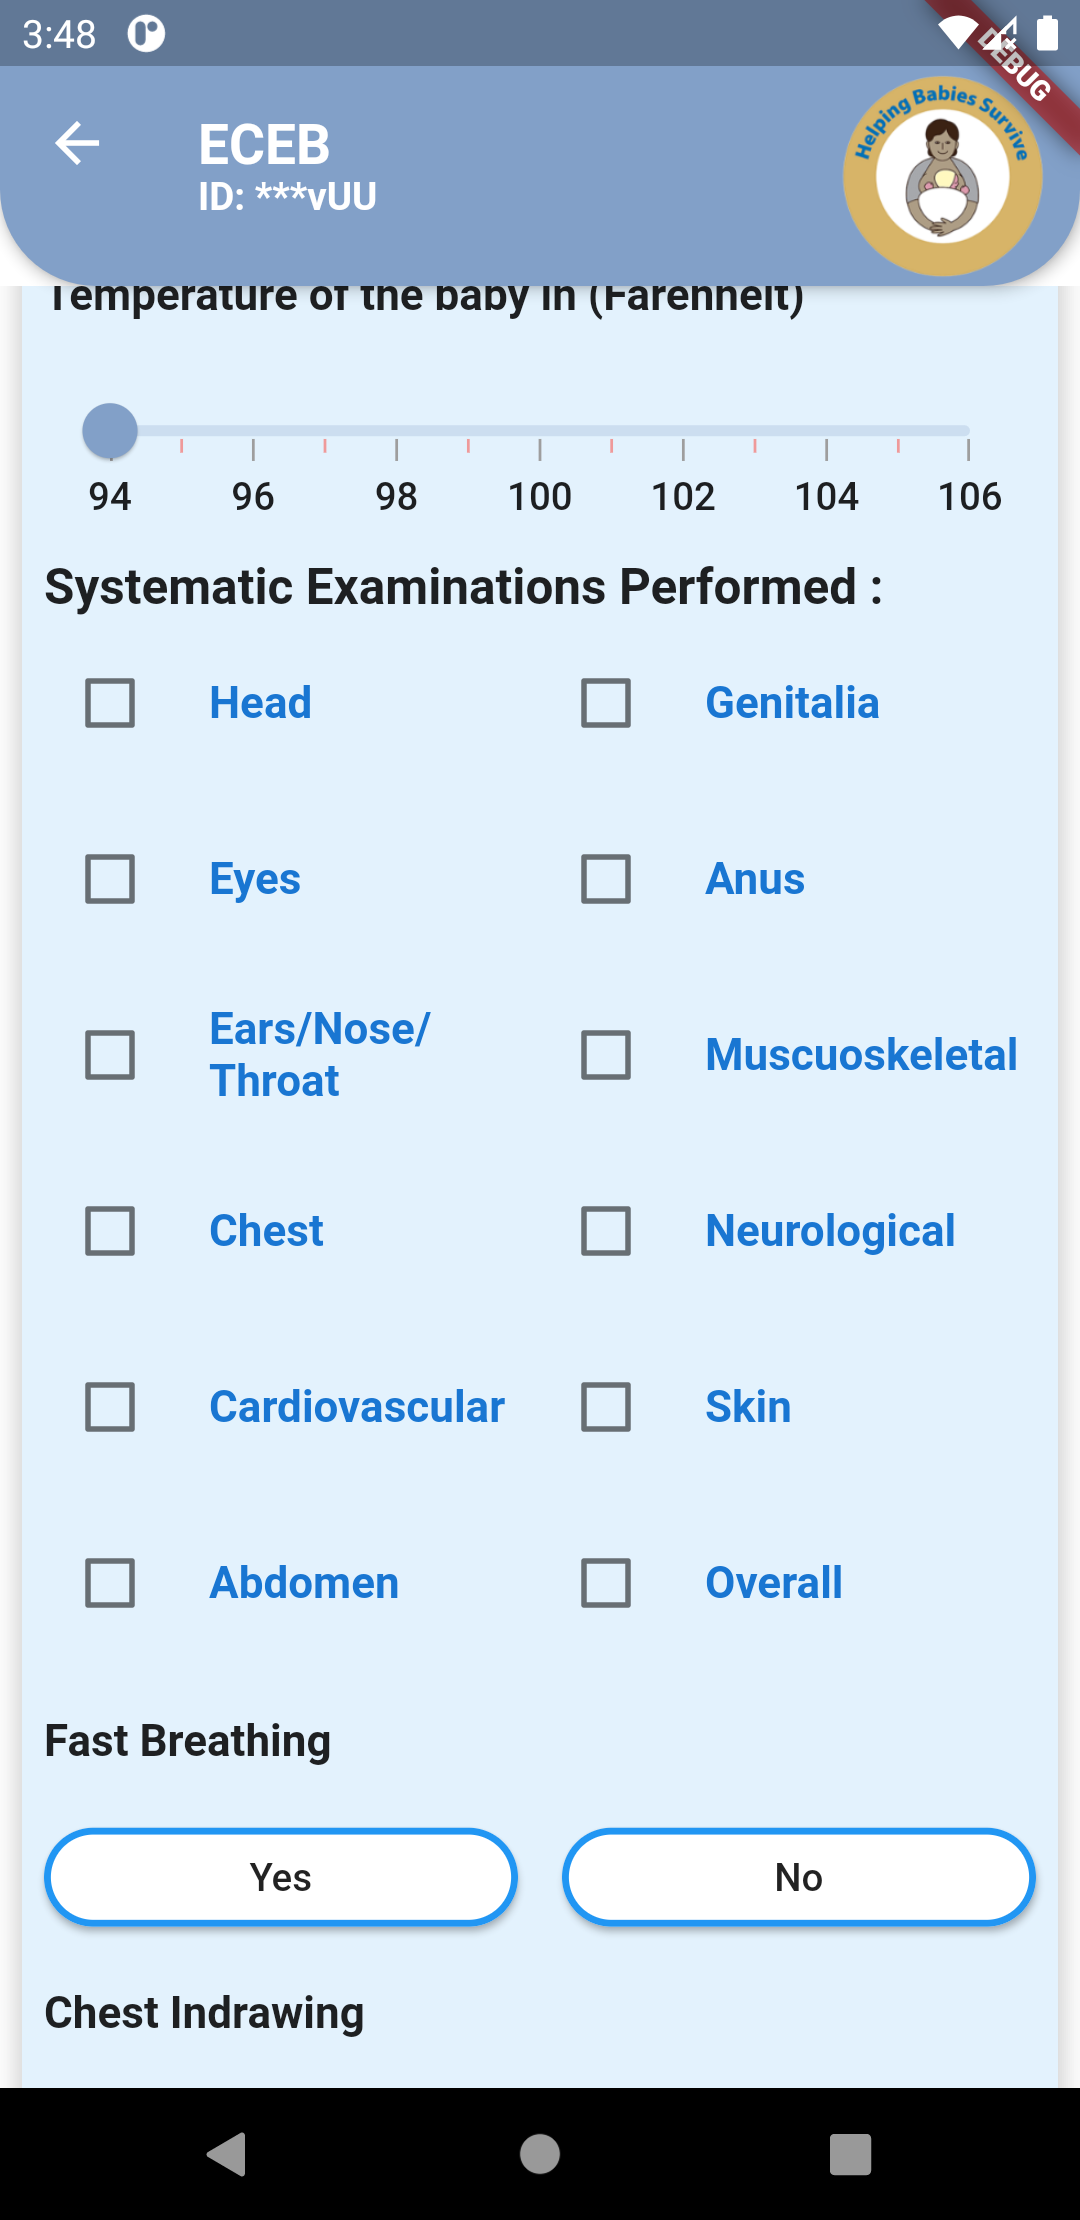 3:48
DEBUG
ECEB
ID: ***vUU
Helping Babies Survive
Temperature of the baby in (Farenheit)
94 96 98 100 102 104 106
Systematic Examinations Performed :
Head Genitalia
Eyes Anus
Ears/Nose/
Throat
Muscuoskeletal
Chest Neurological
Cardiovascular Skin
Abdomen Overall
Fast Breathing
Yes No
Chest Indrawing